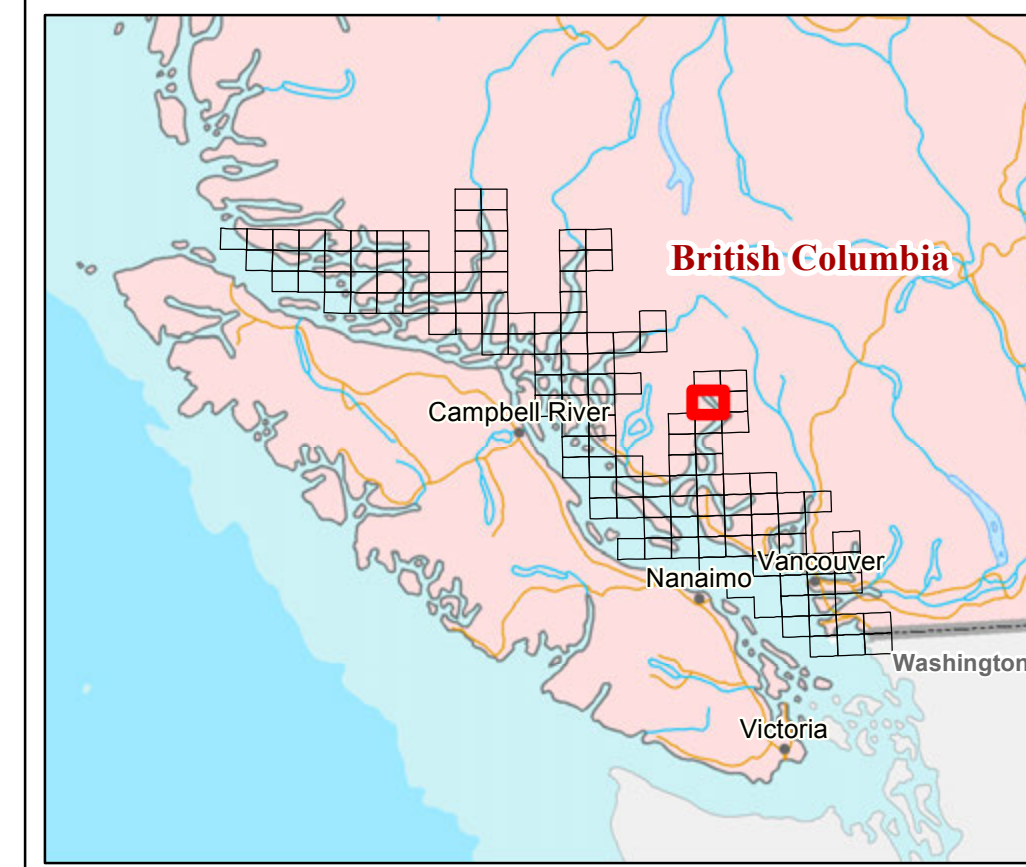 British Columbia
Campbell River
Vancouver
Nanaimo
Washington
Victoria